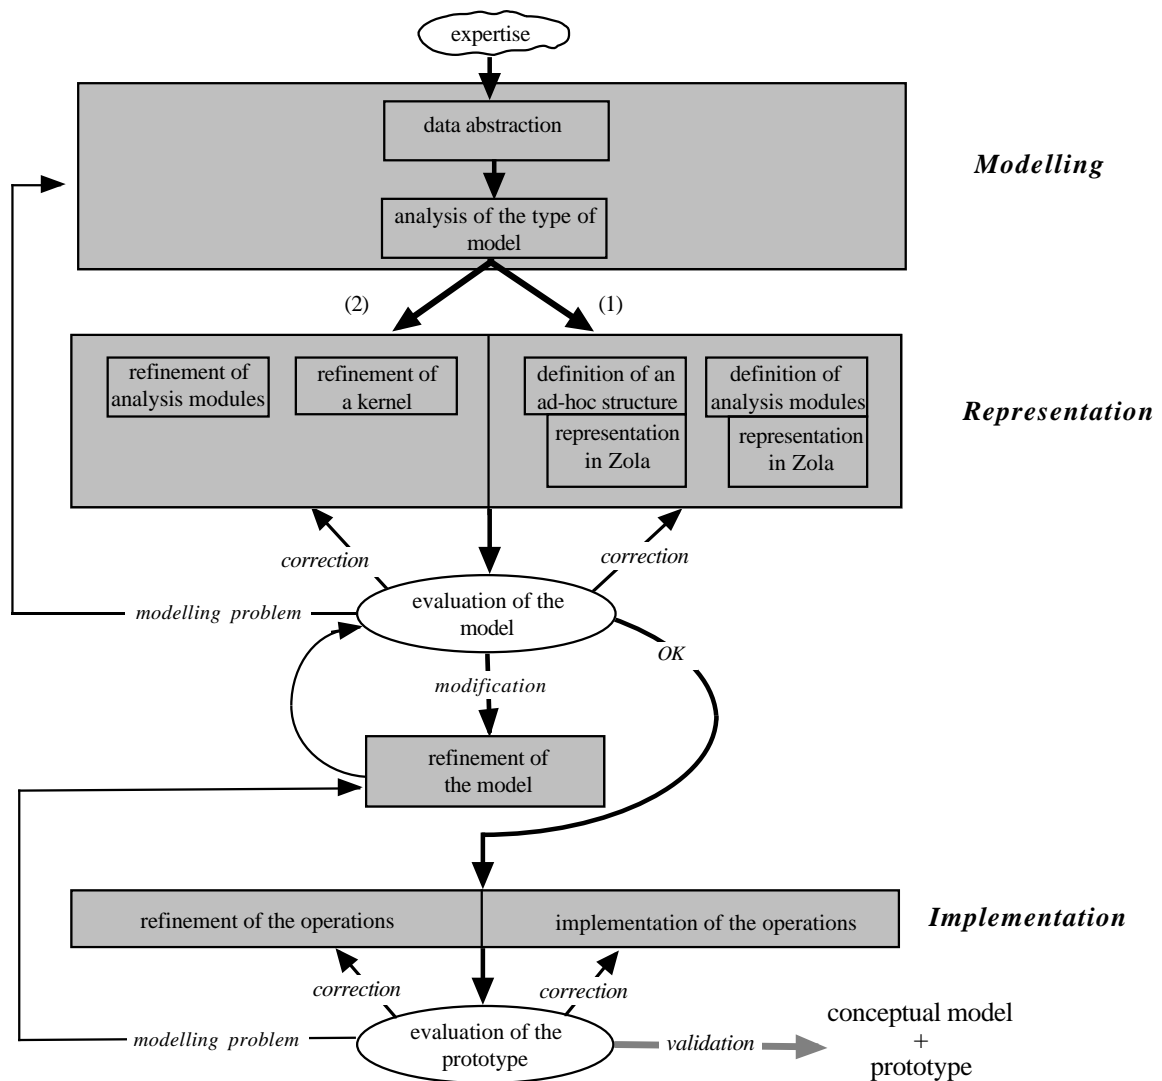 expertise
data abstraction
Modelling
analysis of the type of
model
(2)
(1)
refinement of
analysis modules
refinement of
a kernel
definition of an
ad-hoc structure
representation
in Zola
definition of
analysis modules
representation
in Zola
Representation
correction
correction
evaluation of the
model
modelling problem
OK
modification
refinement of
the model
refinement of the operations
implementation of the operations
Implementation
correction
correction
evaluation of the
prototype
modelling problem
validation
conceptual model
+
prototype